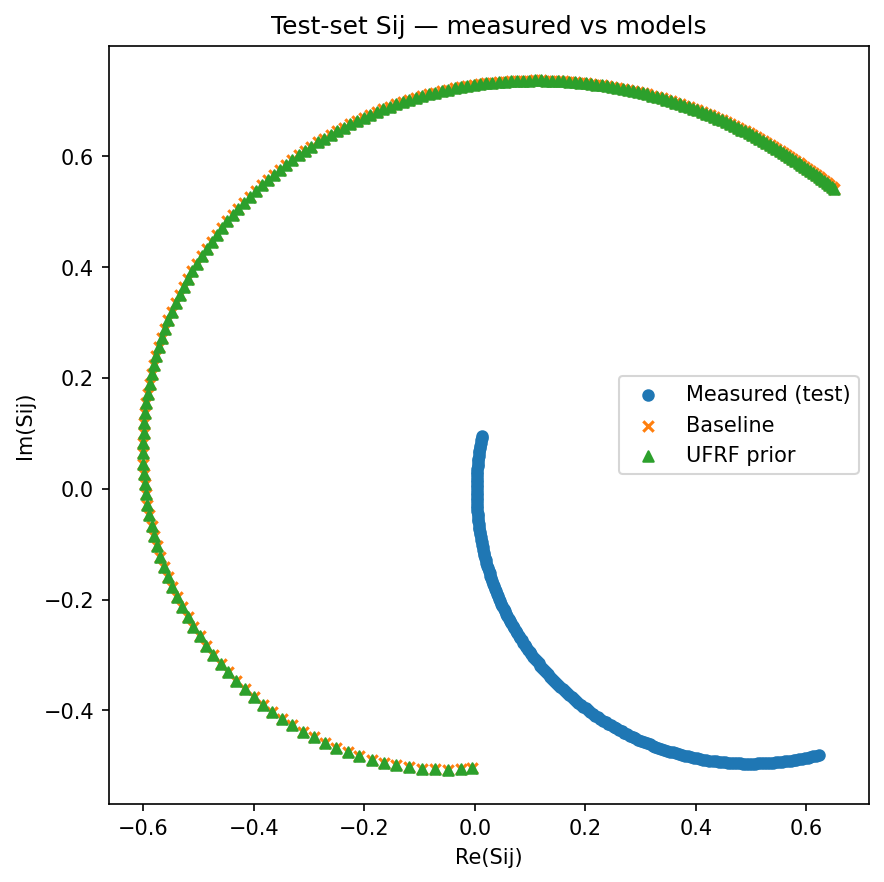 Test-set Sij — measured vs models
Im(Sij)
0.6
0.4
0.2
0.0
−0.2
−0.4
Measured (test)
Baseline
UFRF prior
−0.6
−0.4
−0.2
0.0
0.2
0.4
0.6
Re(Sij)